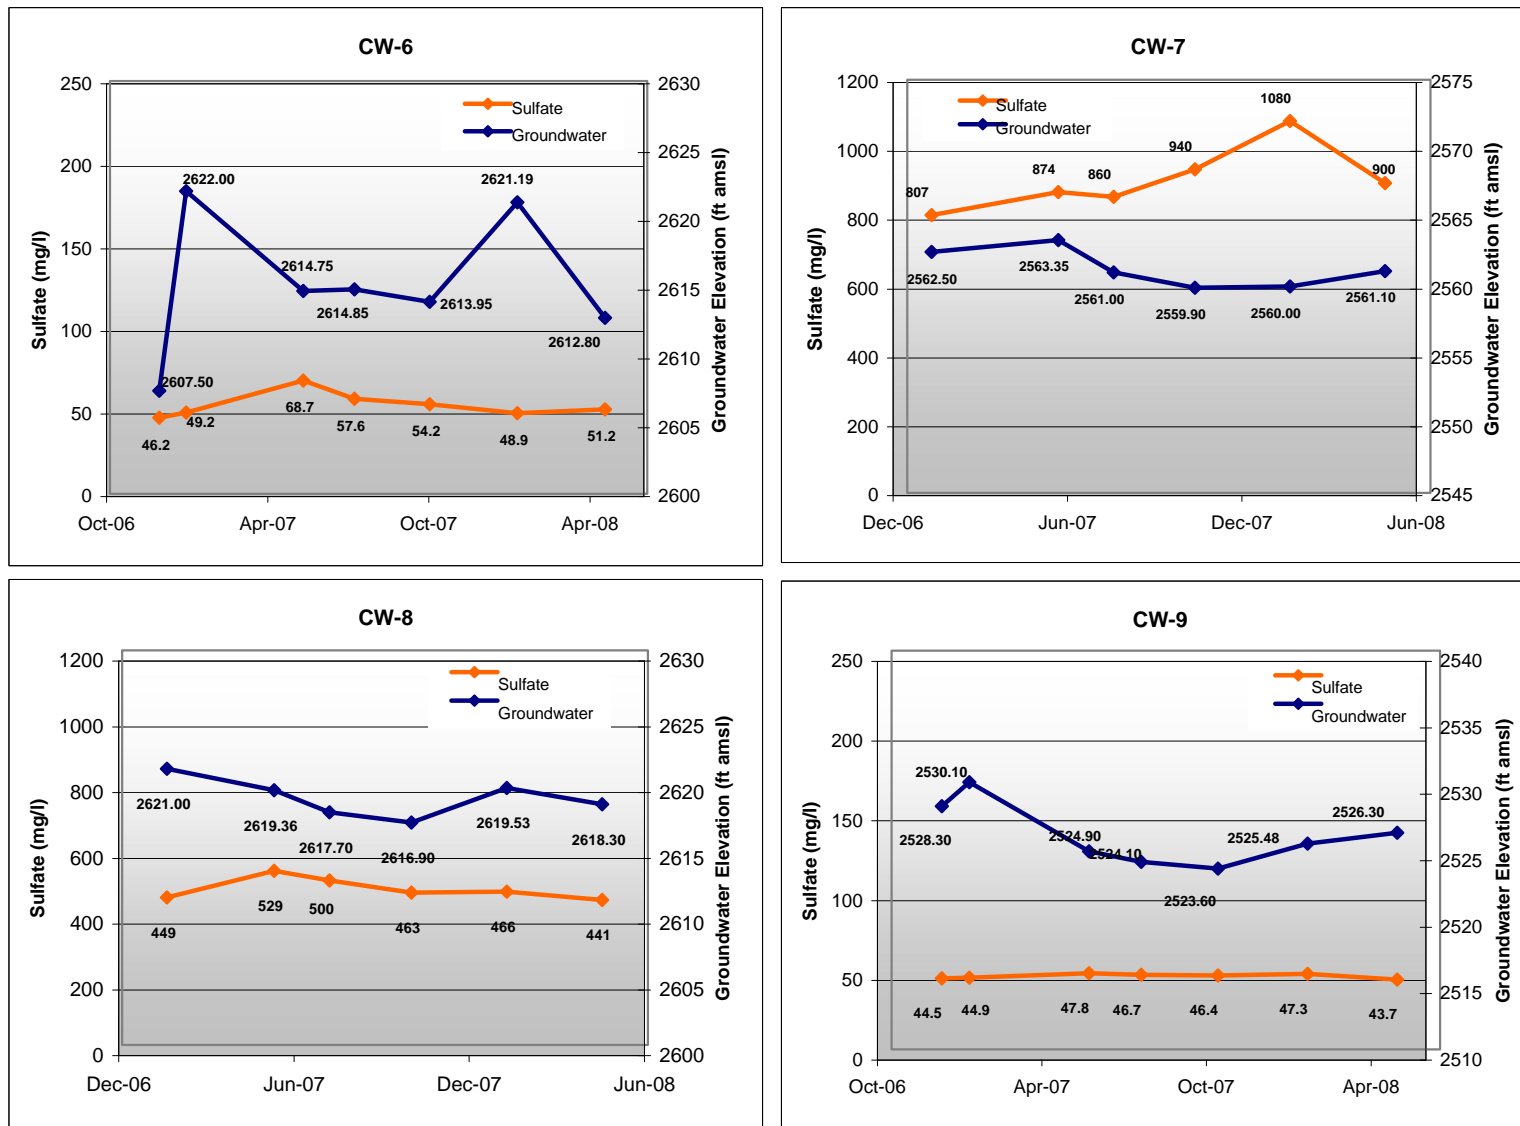 CW-6
250
200
150
100
50
0
2630
2625
2620
2615
2610
2605
2600
Sulfate (mg/l)
Groundwater Elevation (ft amsl)
Sulfate
Groundwater
2622.00
2621.19
2614.75
2614.85
2613.95
2612.80
2607.50
46.2
49.2
68.7
57.6
54.2
48.9
51.2
Oct-06
Apr-07
Oct-07
Apr-08
CW-7
1200
1000
800
600
400
200
0
2575
2570
2565
2560
2555
2550
2545
Sulfate (mg/l)
Groundwater Elevation (ft amsl)
Sulfate
Groundwater
807
874
860
940
1080
900
2562.50
2563.35
2561.00
2559.90
2560.00
2561.10
Dec-06
Jun-07
Dec-07
Jun-08
CW-8
1200
1000
800
600
400
200
0
2630
2625
2620
2615
2610
2605
2600
Sulfate (mg/l)
Groundwater Elevation (ft amsl)
Sulfate
Groundwater
2621.00
2619.36
2617.70
2616.90
2619.53
2618.30
449
529
500
463
466
441
Dec-06
Jun-07
Dec-07
Jun-08
CW-9
250
200
150
100
50
0
2540
2535
2530
2525
2520
2515
2510
Sulfate (mg/l)
Groundwater Elevation (ft amsl)
Sulfate
Groundwater
2530.10
2528.30
2524.90
2524.10
2523.60
2525.48
2526.30
44.5
44.9
47.8
46.7
46.4
47.3
43.7
Oct-06
Apr-07
Oct-07
Apr-08